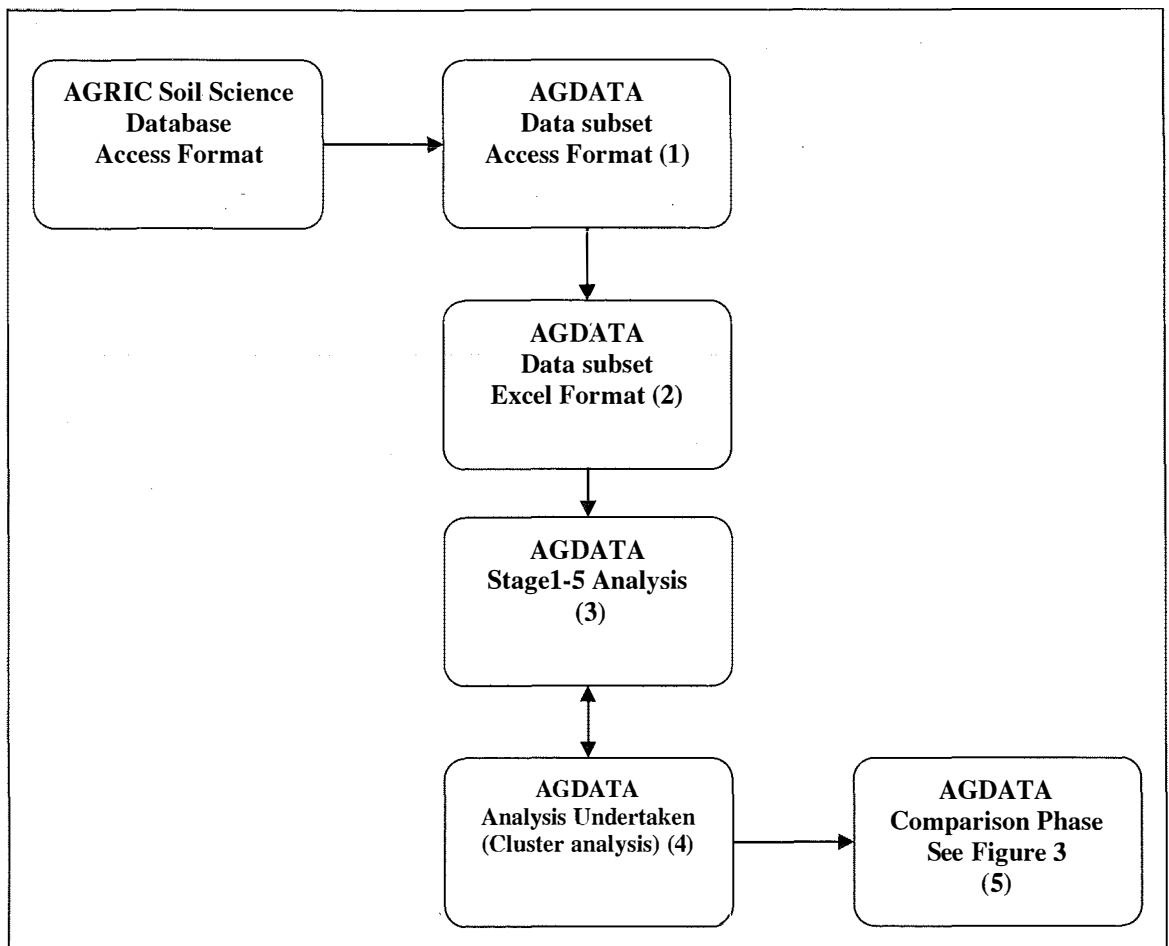 AGRIC Soil Science
Database
Access Format
AGDATA
Data subset
Access Format (1)
AGDATA
Data subset
Excel Format (2)
AGDATA
Stage1-5 Analysis
(3)
AGDATA
Analysis Undertaken
(Cluster analysis) (4)
AGDATA
Comparison Phase
See Figure 3
(5)